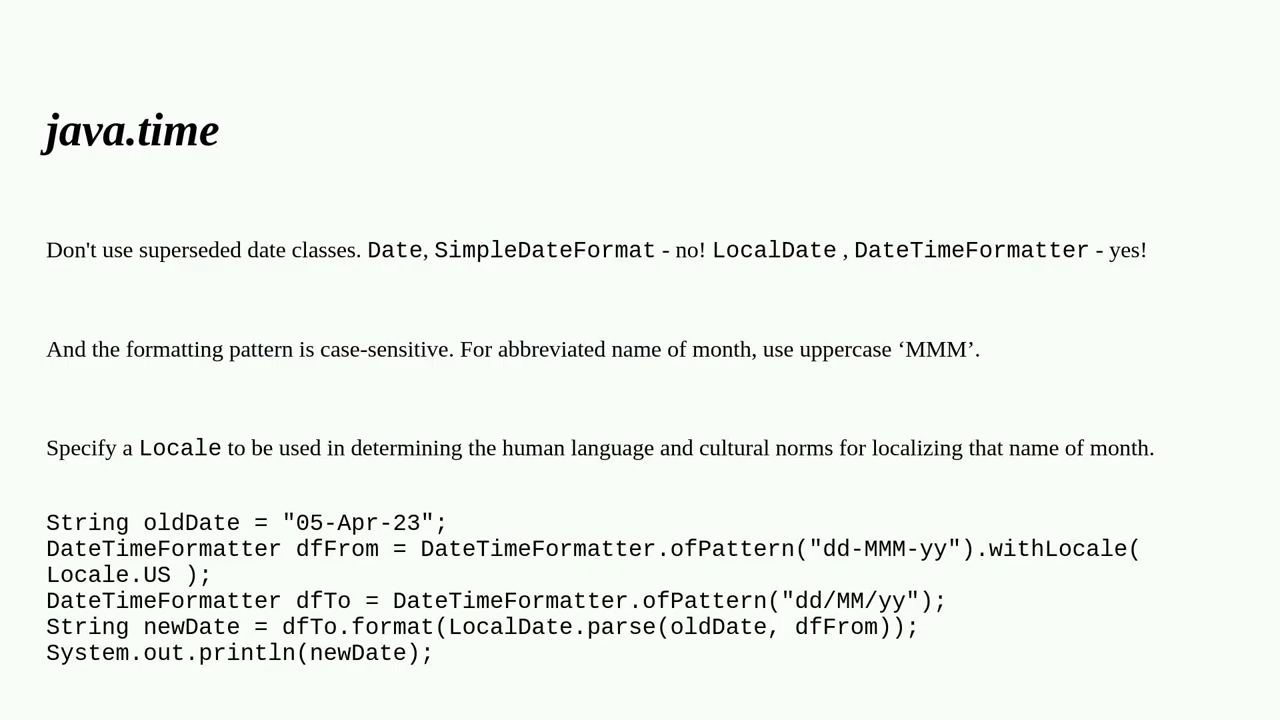 java.time
Don't use superseded date classes. Date, SimpleDateFormat - no! LocalDate , DateTimeFormatter - yes!
And the formatting pattern is case-sensitive. For abbreviated name of month, use uppercase ‘MMM’.
Specify a Locale to be used in determining the human language and cultural norms for localizing that name of month.
String oldDate = "05-Apr-23";
DateTimeFormatter dfFrom = DateTimeFormatter.ofPattern("dd-MMM-yy").withLocale(
Locale.US );
DateTimeFormatter dfTo = DateTimeFormatter.ofPattern("dd/MM/yy");
String newDate = dfTo.format(LocalDate.parse(oldDate, dfFrom));
System.out.println(newDate);